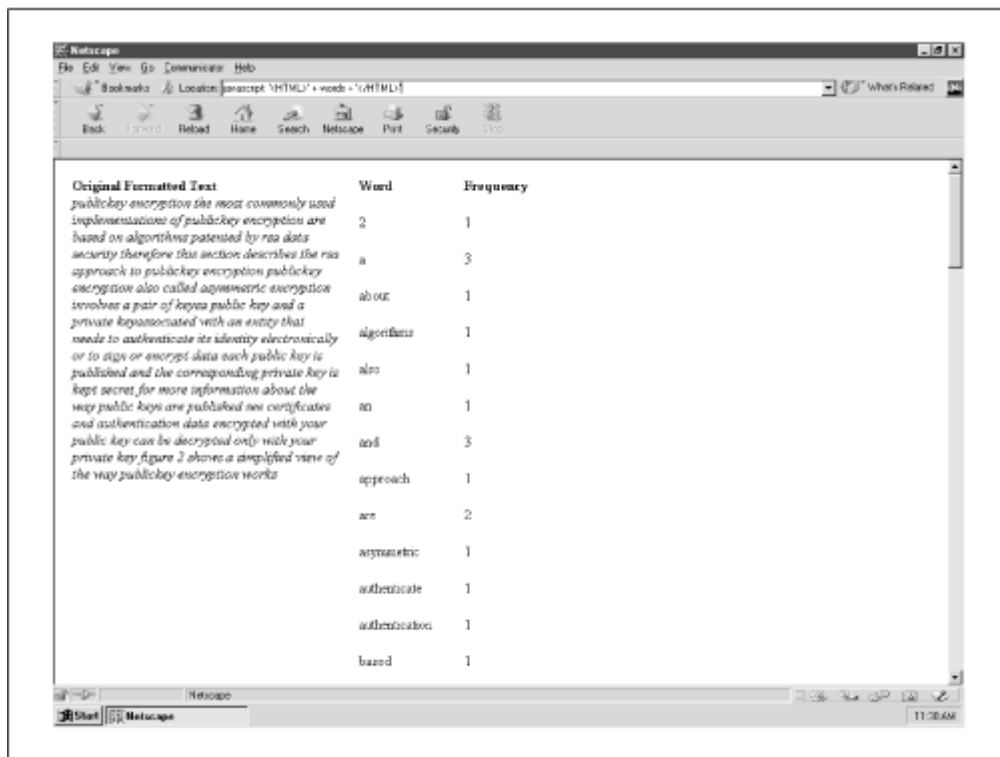 Netscape
File Edit View Go Communicator Help
Bookmarks Location: javascript:'<HTML>' + words + '</HTML>' What's Related
Back Forward Reload Home Search Netscape Print Security Stop
Original Formatted Text
publickey encryption the most commonly used
implementations of publickey encryption are
based on algorithms patented by rsa data
security therefore this section describes the rsa
approach to publickey encryption publickey
encryption also called asymmetric encryption
involves a pair of keysa public key and a
private keyassociated with an entity that
needs to authenticate its identity electronically
or to sign or encrypt data each public key is
published and the corresponding private key is
kept secret for more information about the
way public keys are published see certificates
and authentication data encrypted with your
public key can be decrypted only with your
private key figure 2 shows a simplified view of
the way publickey encryption works
Word Frequency
2 1
a 3
about 1
algorithms 1
also 1
an 1
and 3
approach 1
are 2
asymmetric 1
authenticate 1
authentication 1
based 1
Netscape
Start Netscape 11:30 AM